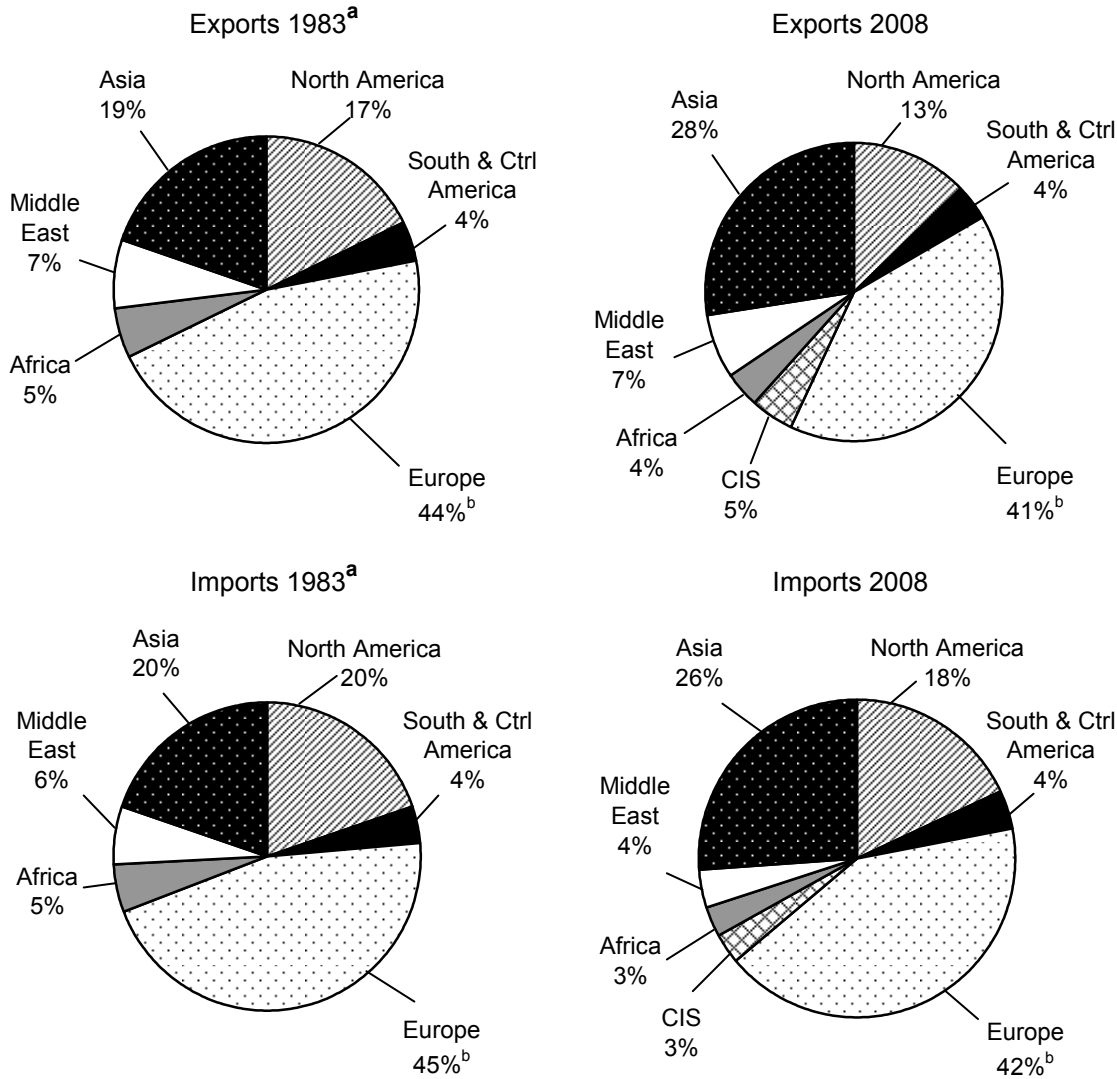 Exports 1983a
Asia
19%
North America
17%
South & Ctrl
America
4%
Middle
East
7%
Africa
5%
Europe
44%b
Exports 2008
Asia
28%
North America
13%
South & Ctrl
America
4%
Middle
East
7%
Africa
4%
CIS
5%
Europe
41%b
Imports 1983a
Asia
20%
North America
20%
South & Ctrl
America
4%
Middle
East
6%
Africa
5%
Europe
45%b
Imports 2008
Asia
26%
North America
18%
South & Ctrl
America
4%
Middle
East
4%
Africa
3%
CIS
3%
Europe
42%b